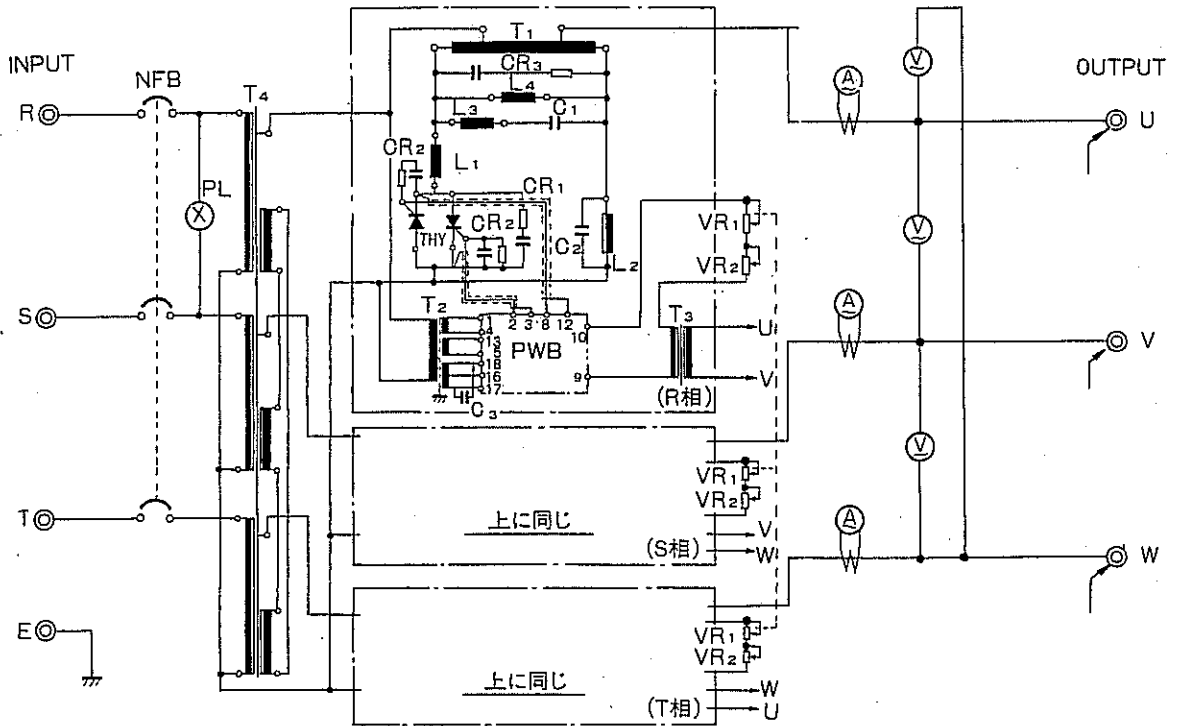 INPUT
NFB
R
S
T
E
PL
T4
T1
CR3
L4
L3
C1
CR2
L1
CR1
THY
CR2
C2
L2
T2
1
4
13
5
18
16
17
C3
2 3 8 12
PWB
10
9
T3
VR1
VR2
U
V
(R相)
上に同じ
VR1
VR2
(S相)
V
W
上に同じ
VR1
VR2
(T相)
W
U
A
V
V
A
V
A
OUTPUT
U
V
W